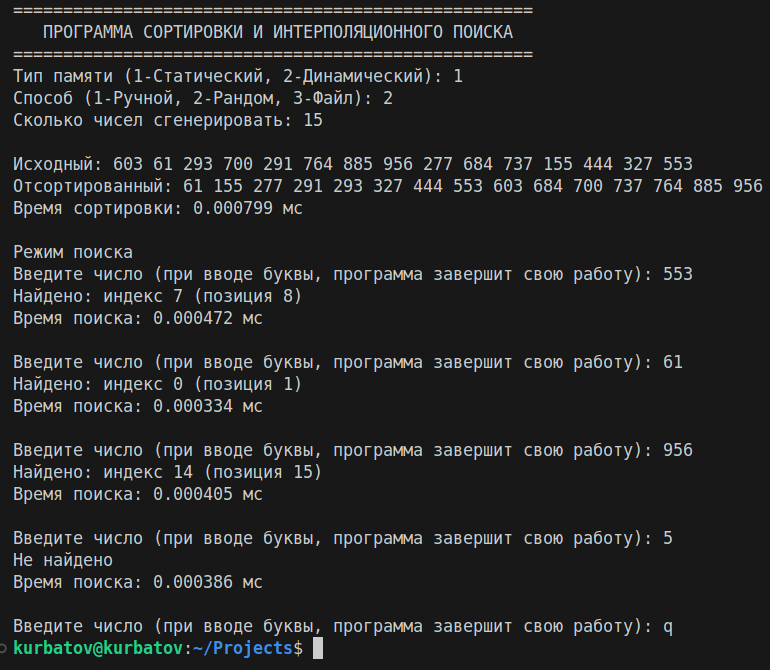 ====================================================
ПРОГРАММА СОРТИРОВКИ И ИНТЕРПОЛЯЦИОННОГО ПОИСКА
====================================================
Тип памяти (1-Статический, 2-Динамический): 1
Способ (1-Ручной, 2-Рандом, 3-Файл): 2
Сколько чисел сгенерировать: 15
Исходный: 603 61 293 700 291 764 885 956 277 684 737 155 444 327 553
Отсортированный: 61 155 277 291 293 327 444 553 603 684 700 737 764 885 956
Время сортировки: 0.000799 мс
Режим поиска
Введите число (при вводе буквы, программа завершит свою работу): 553
Найдено: индекс 7 (позиция 8)
Время поиска: 0.000472 мс
Введите число (при вводе буквы, программа завершит свою работу): 61
Найдено: индекс 0 (позиция 1)
Время поиска: 0.000334 мс
Введите число (при вводе буквы, программа завершит свою работу): 956
Найдено: индекс 14 (позиция 15)
Время поиска: 0.000405 мс
Введите число (при вводе буквы, программа завершит свою работу): 5
Не найдено
Время поиска: 0.000386 мс
Введите число (при вводе буквы, программа завершит свою работу): q
kurbatov@kurbatov:~/Projects$